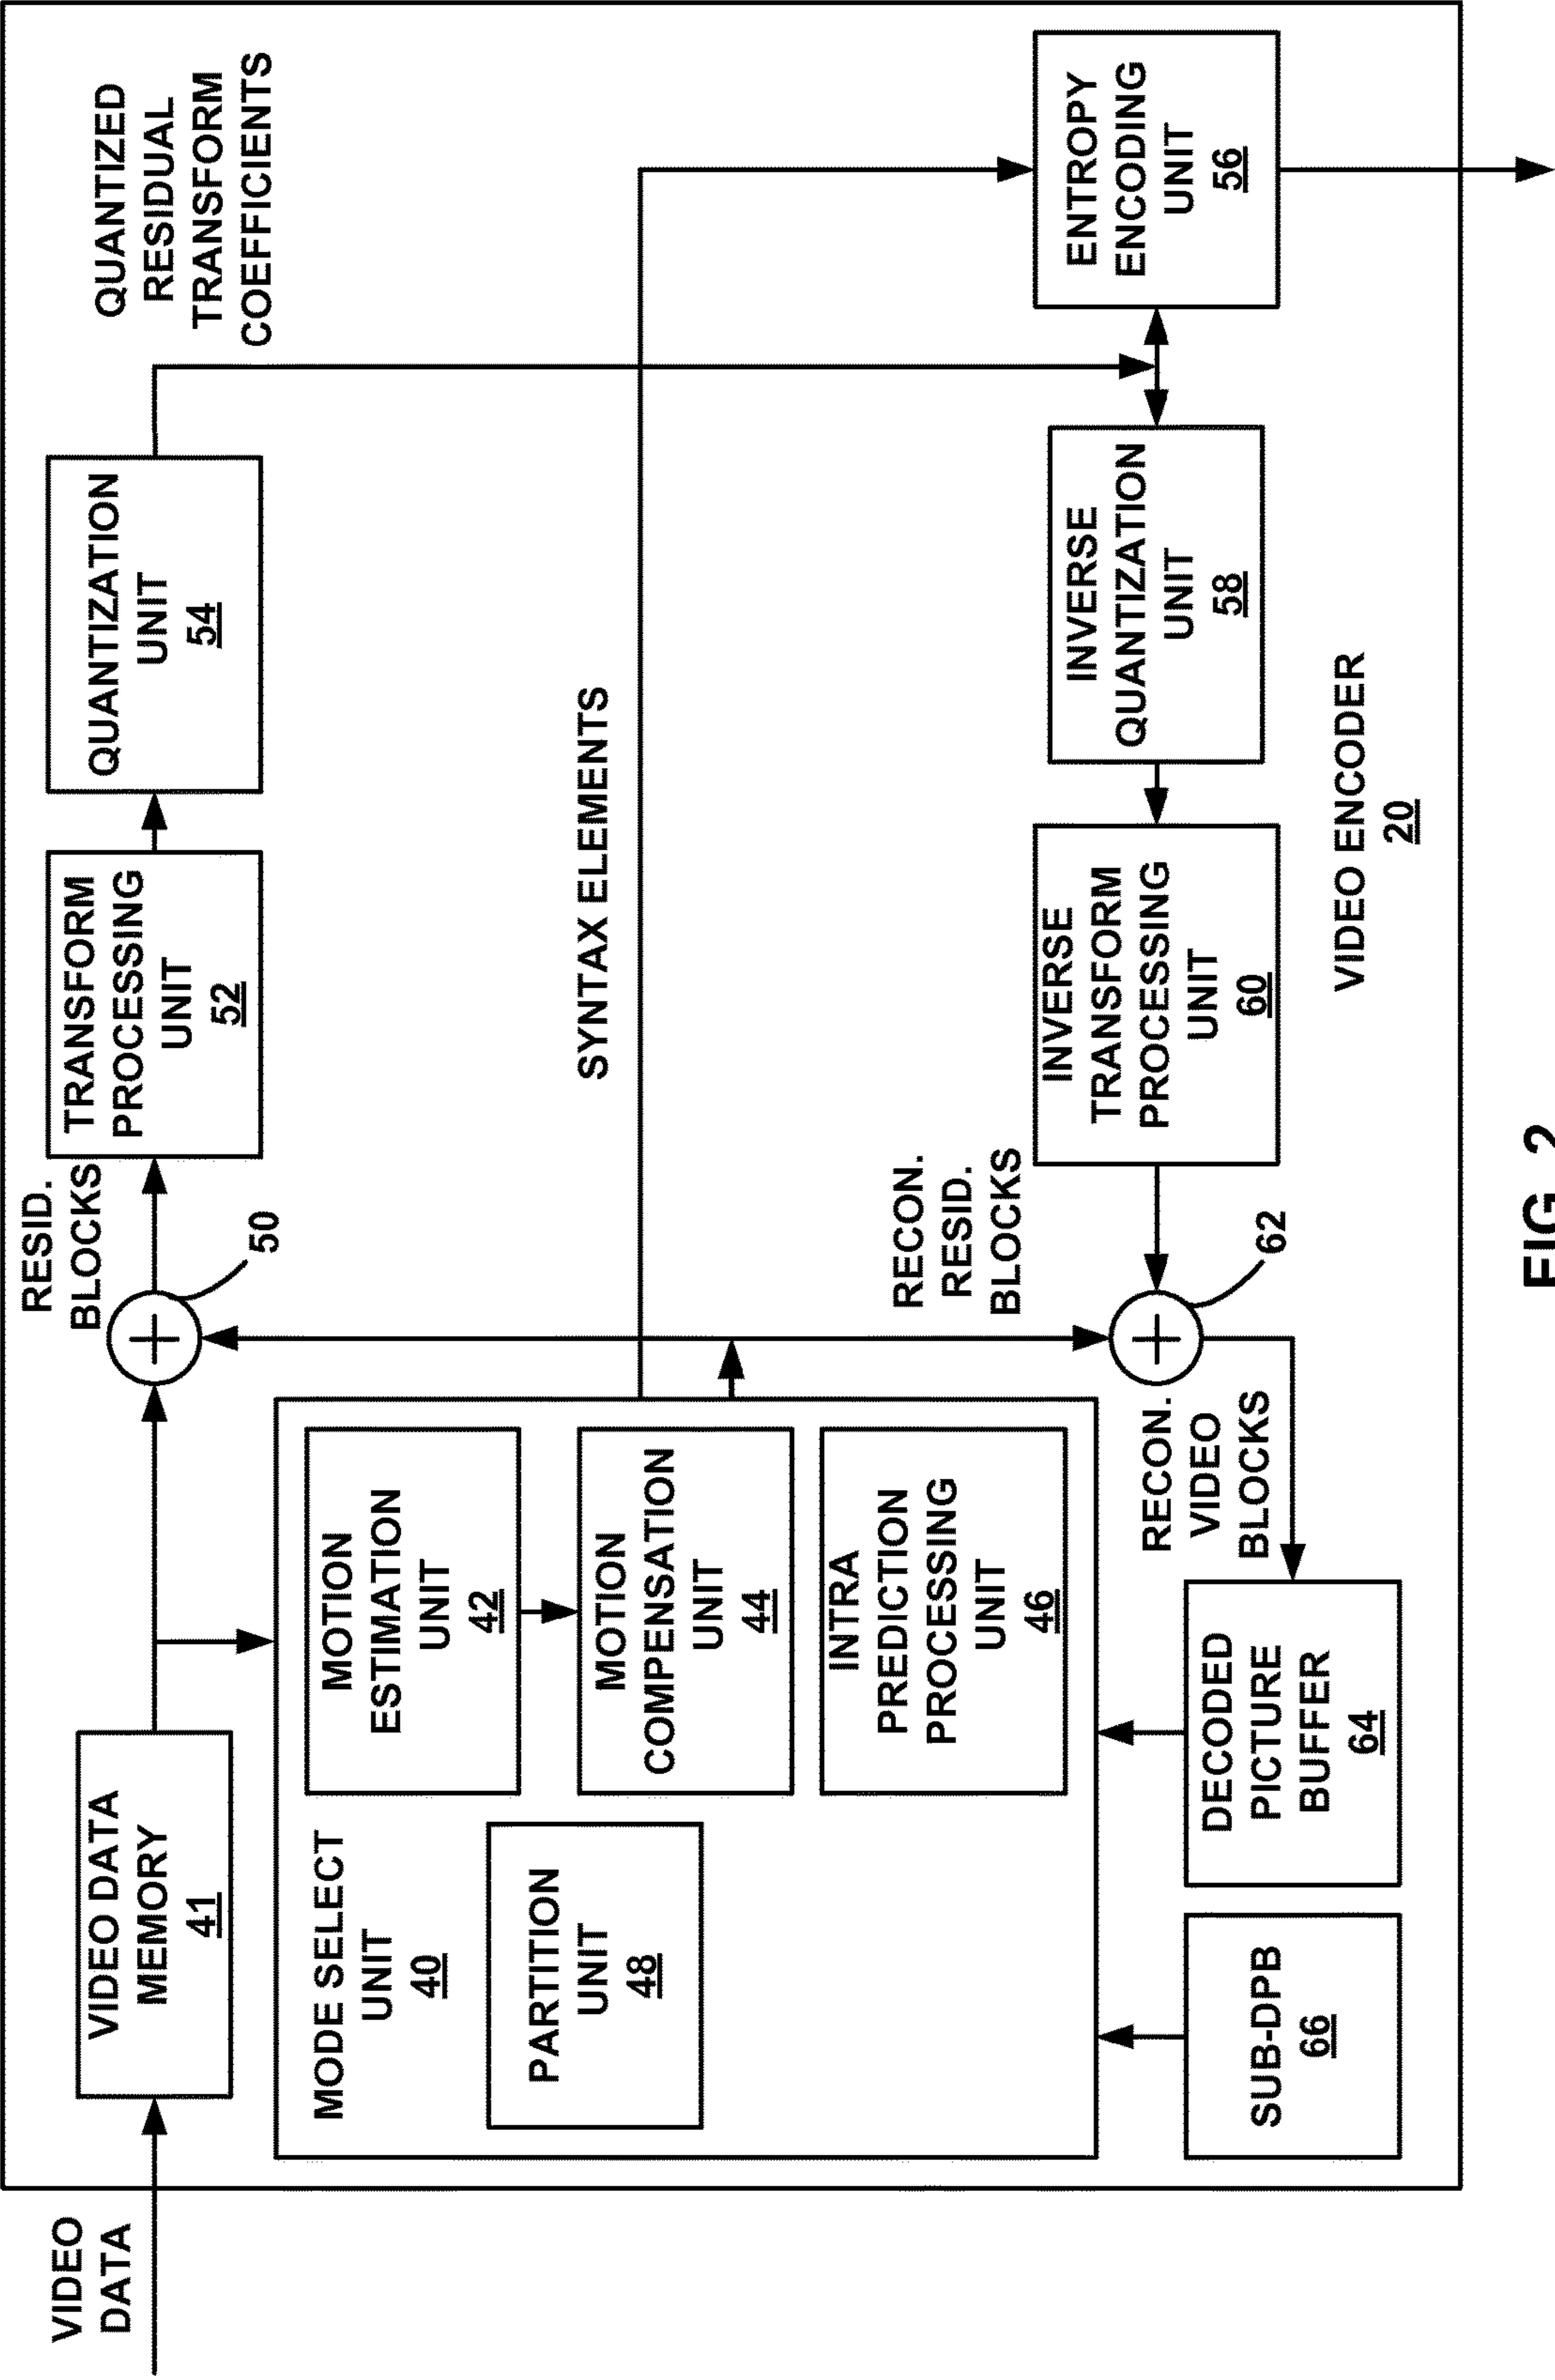 VIDEO
DATA
VIDEO DATA
MEMORY
41
RESID.
BLOCKS
50
TRANSFORM
PROCESSING
UNIT
52
QUANTIZATION
UNIT
54
QUANTIZED
RESIDUAL
TRANSFORM
COEFFICIENTS
MODE SELECT
UNIT
40
PARTITION
UNIT
48
MOTION
ESTIMATION
UNIT
42
MOTION
COMPENSATION
UNIT
44
INTRA
PREDICTION
PROCESSING
UNIT
46
SYNTAX ELEMENTS
RECON.
RESID.
BLOCKS
62
INVERSE
TRANSFORM
PROCESSING
UNIT
60
INVERSE
QUANTIZATION
UNIT
58
ENTROPY
ENCODING
UNIT
56
RECON.
VIDEO
BLOCKS
SUB-DPB
66
DECODED
PICTURE
BUFFER
64
VIDEO ENCODER
20
FIG. 2